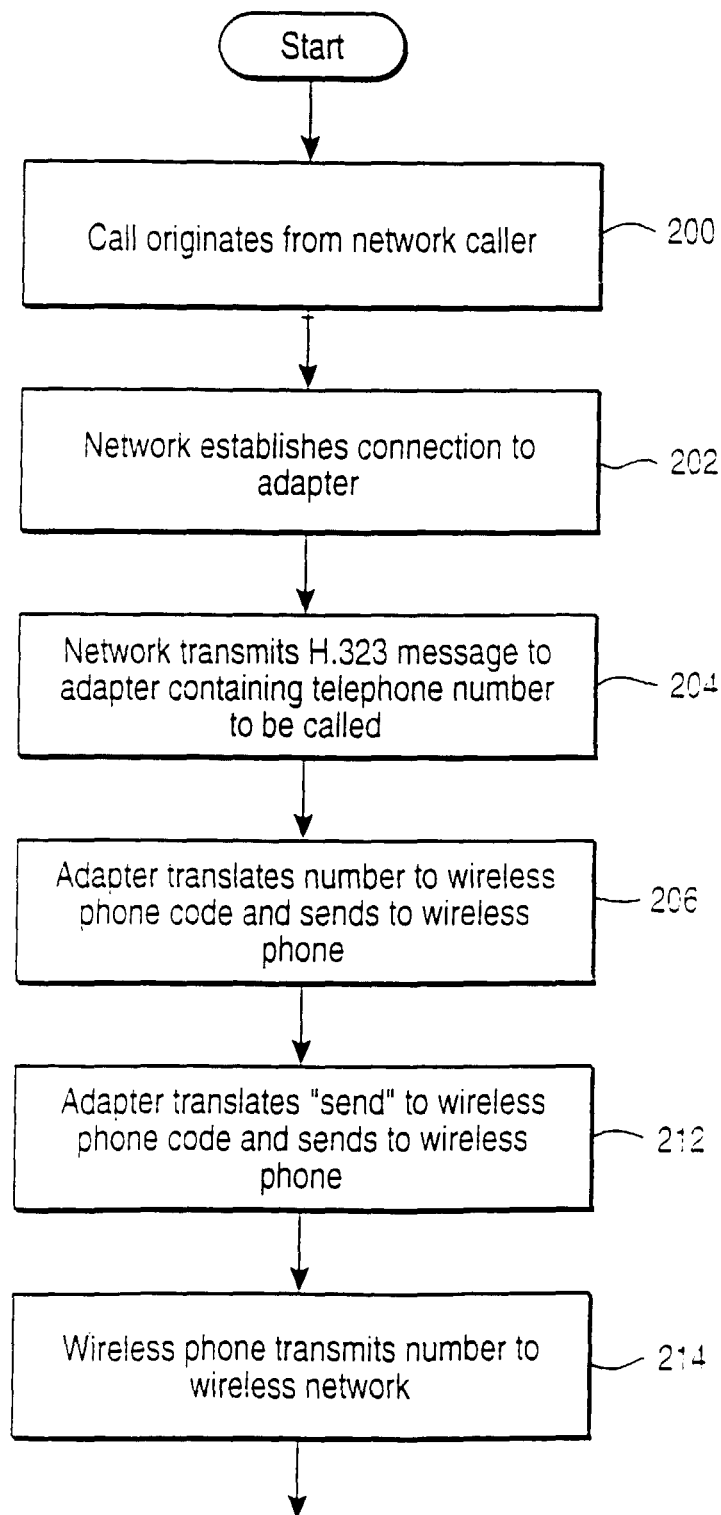 Start
Call originates from network caller
200
Network establishes connection to
adapter
202
Network transmits H.323 message to
adapter containing telephone number
to be called
204
Adapter translates number to wireless
phone code and sends to wireless
phone
206
Adapter translates "send" to wireless
phone code and sends to wireless
phone
212
Wireless phone transmits number to
wireless network
214